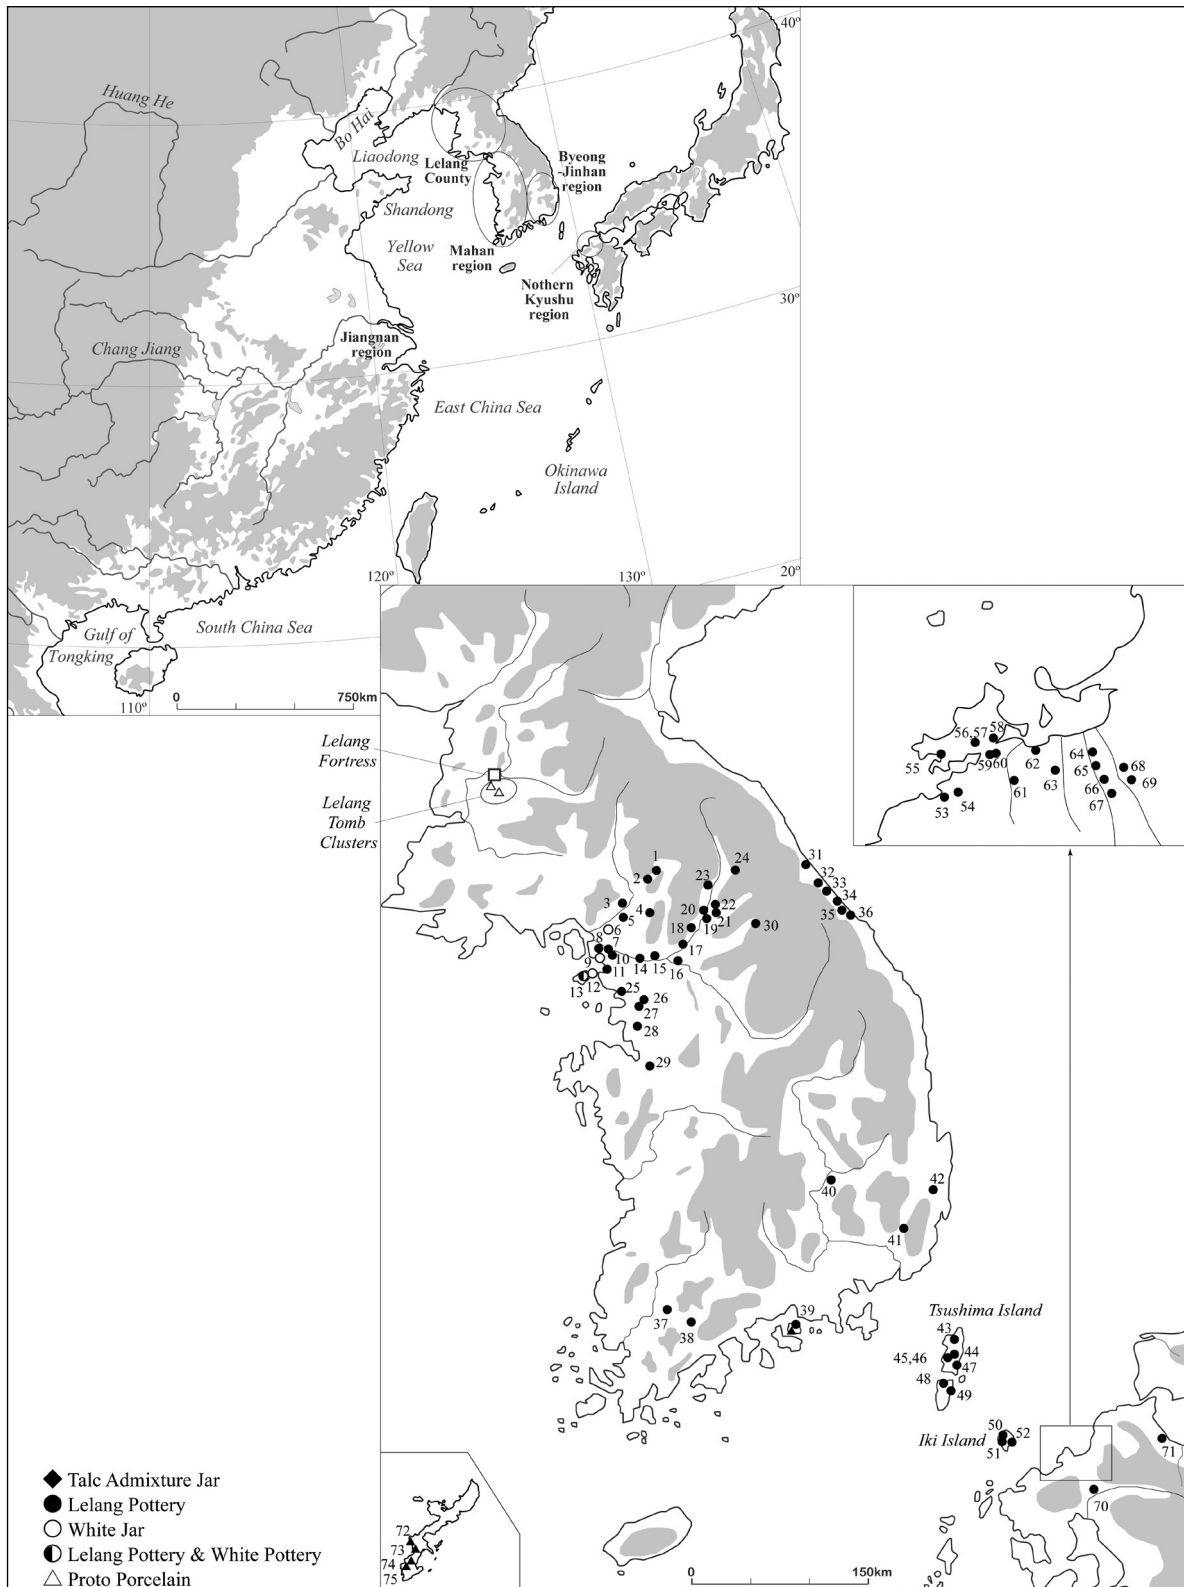 40º
Huang He
Bo Hai
Liaodong
Lelang
County
Byeong
-Jinhan
region
Shandong
Yellow
Sea
Mahan
region
Nothern
Kyushu
region
30º
Jiangnan
region
Chang Jiang
East China Sea
Okinawa
Island
120º
130º
20º
South China Sea
Gulf of
Tongking
110º
0
750km
Lelang
Fortress
Lelang
Tomb
Clusters
56,57
58
55
59
60
62
64
65
68
61
63
66
69
67
53
54
1
2
24
23
31
32
33
34
35
36
3
4
5
20
22
21
19
18
30
6
17
8
7
9
10
14
15
16
11
12
13
25
26
27
28
29
40
42
41
37
38
39
Tsushima Island
43
44
45,46
47
48
49
Iki Island
50
51
52
71
70
72
73
74
75
Talc Admixture Jar
Lelang Pottery
White Jar
Lelang Pottery & White Pottery
Proto Porcelain
0
150km